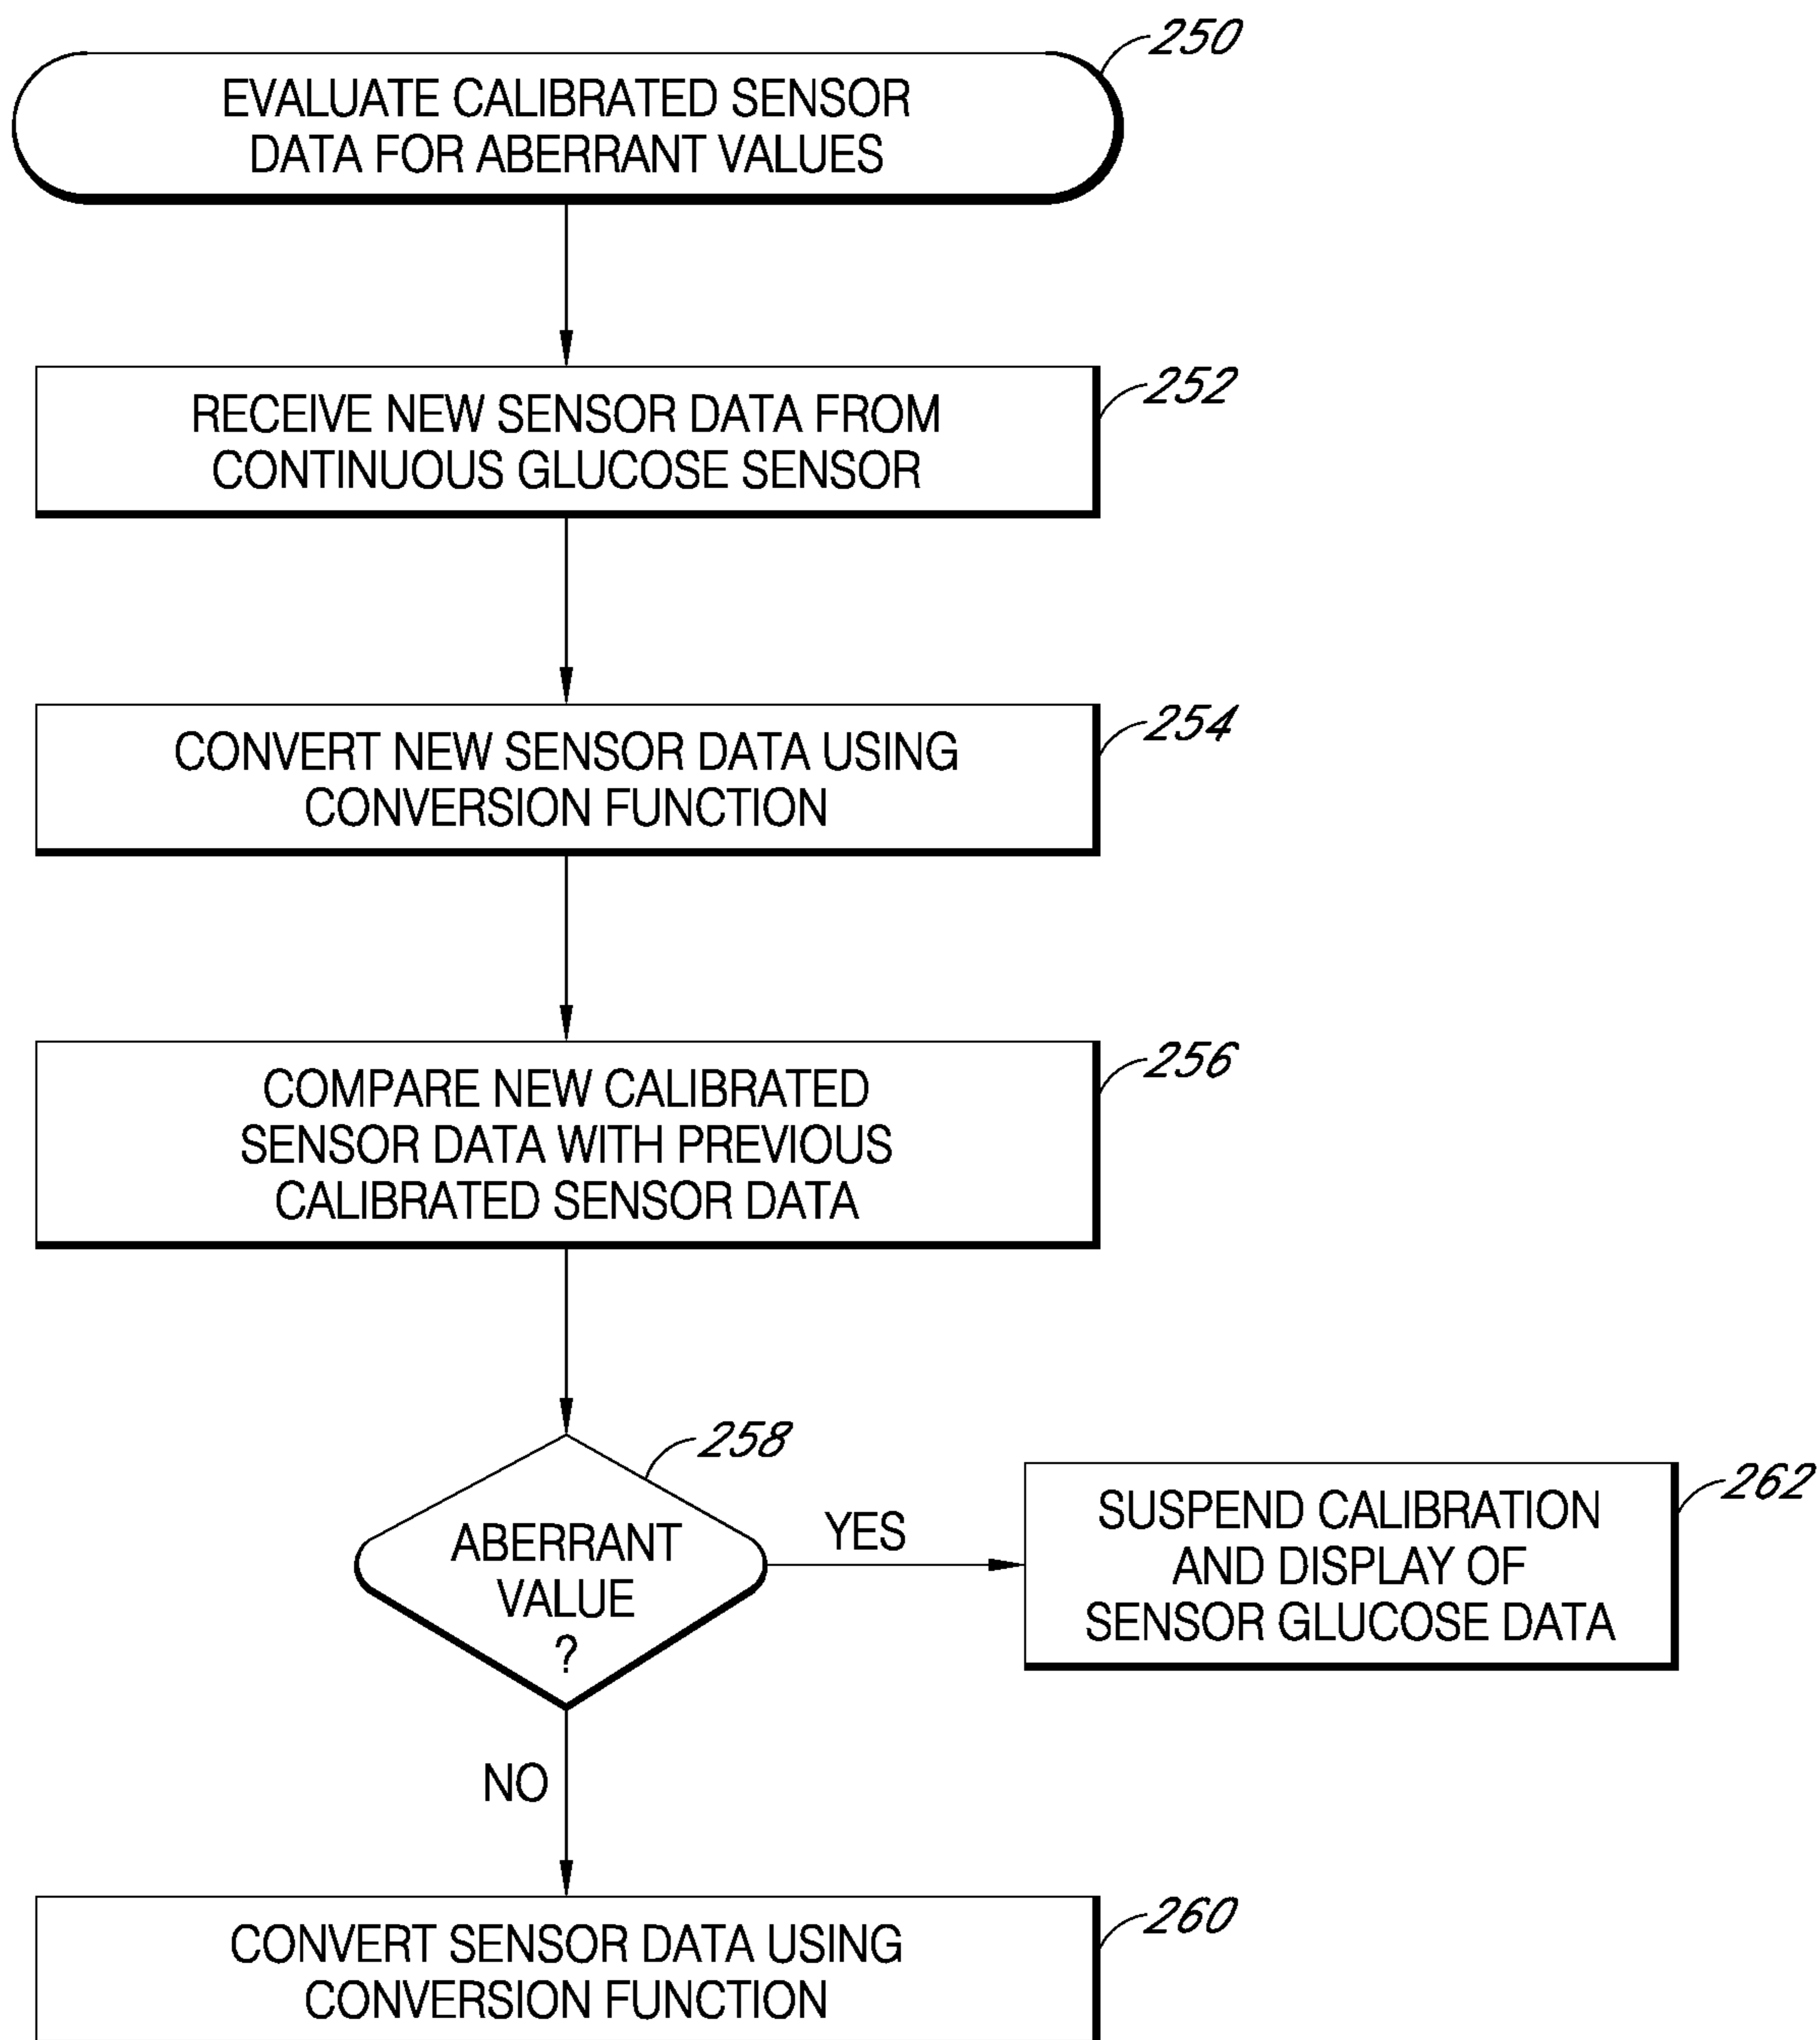 250
EVALUATE CALIBRATED SENSOR
DATA FOR ABERRANT VALUES
252
RECEIVE NEW SENSOR DATA FROM
CONTINUOUS GLUCOSE SENSOR
254
CONVERT NEW SENSOR DATA USING
CONVERSION FUNCTION
256
COMPARE NEW CALIBRATED
SENSOR DATA WITH PREVIOUS
CALIBRATED SENSOR DATA
258
ABERRANT
VALUE
?
YES
262
SUSPEND CALIBRATION
AND DISPLAY OF
SENSOR GLUCOSE DATA
NO
260
CONVERT SENSOR DATA USING
CONVERSION FUNCTION